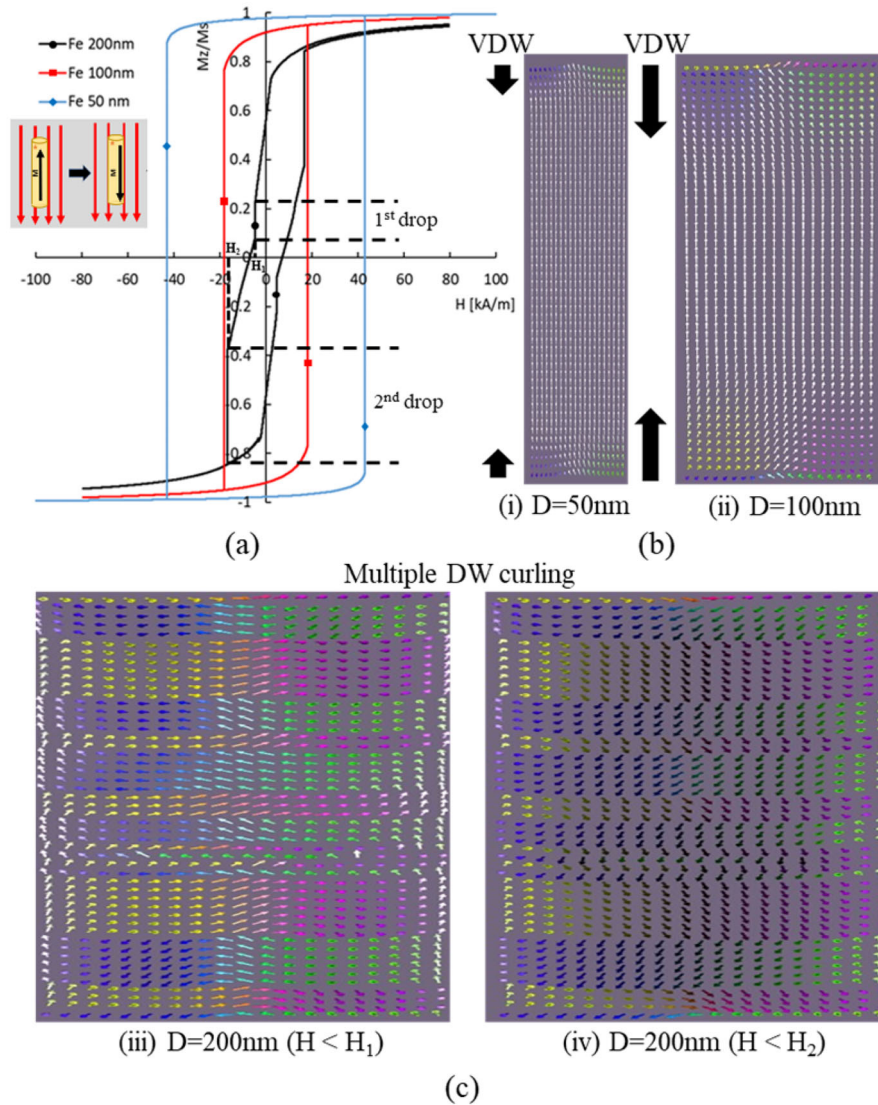 1
Fe 200nm
Fe 100nm
Fe 50 nm
Mz/Ms
0.8
0.6
0.4
0.2
0
M
M
H₂
H₁
-100 -80 -60 -40 -20 0 20 40 60 80 100
H [kA/m]
1st drop
0.2
0.4
0.6
2nd drop
0.8
-1
(a)
VDW VDW
(i) D=50nm (ii) D=100nm
(b)
Multiple DW curling
(iii) D=200nm (H < H₁) (iv) D=200nm (H < H₂)
(c)